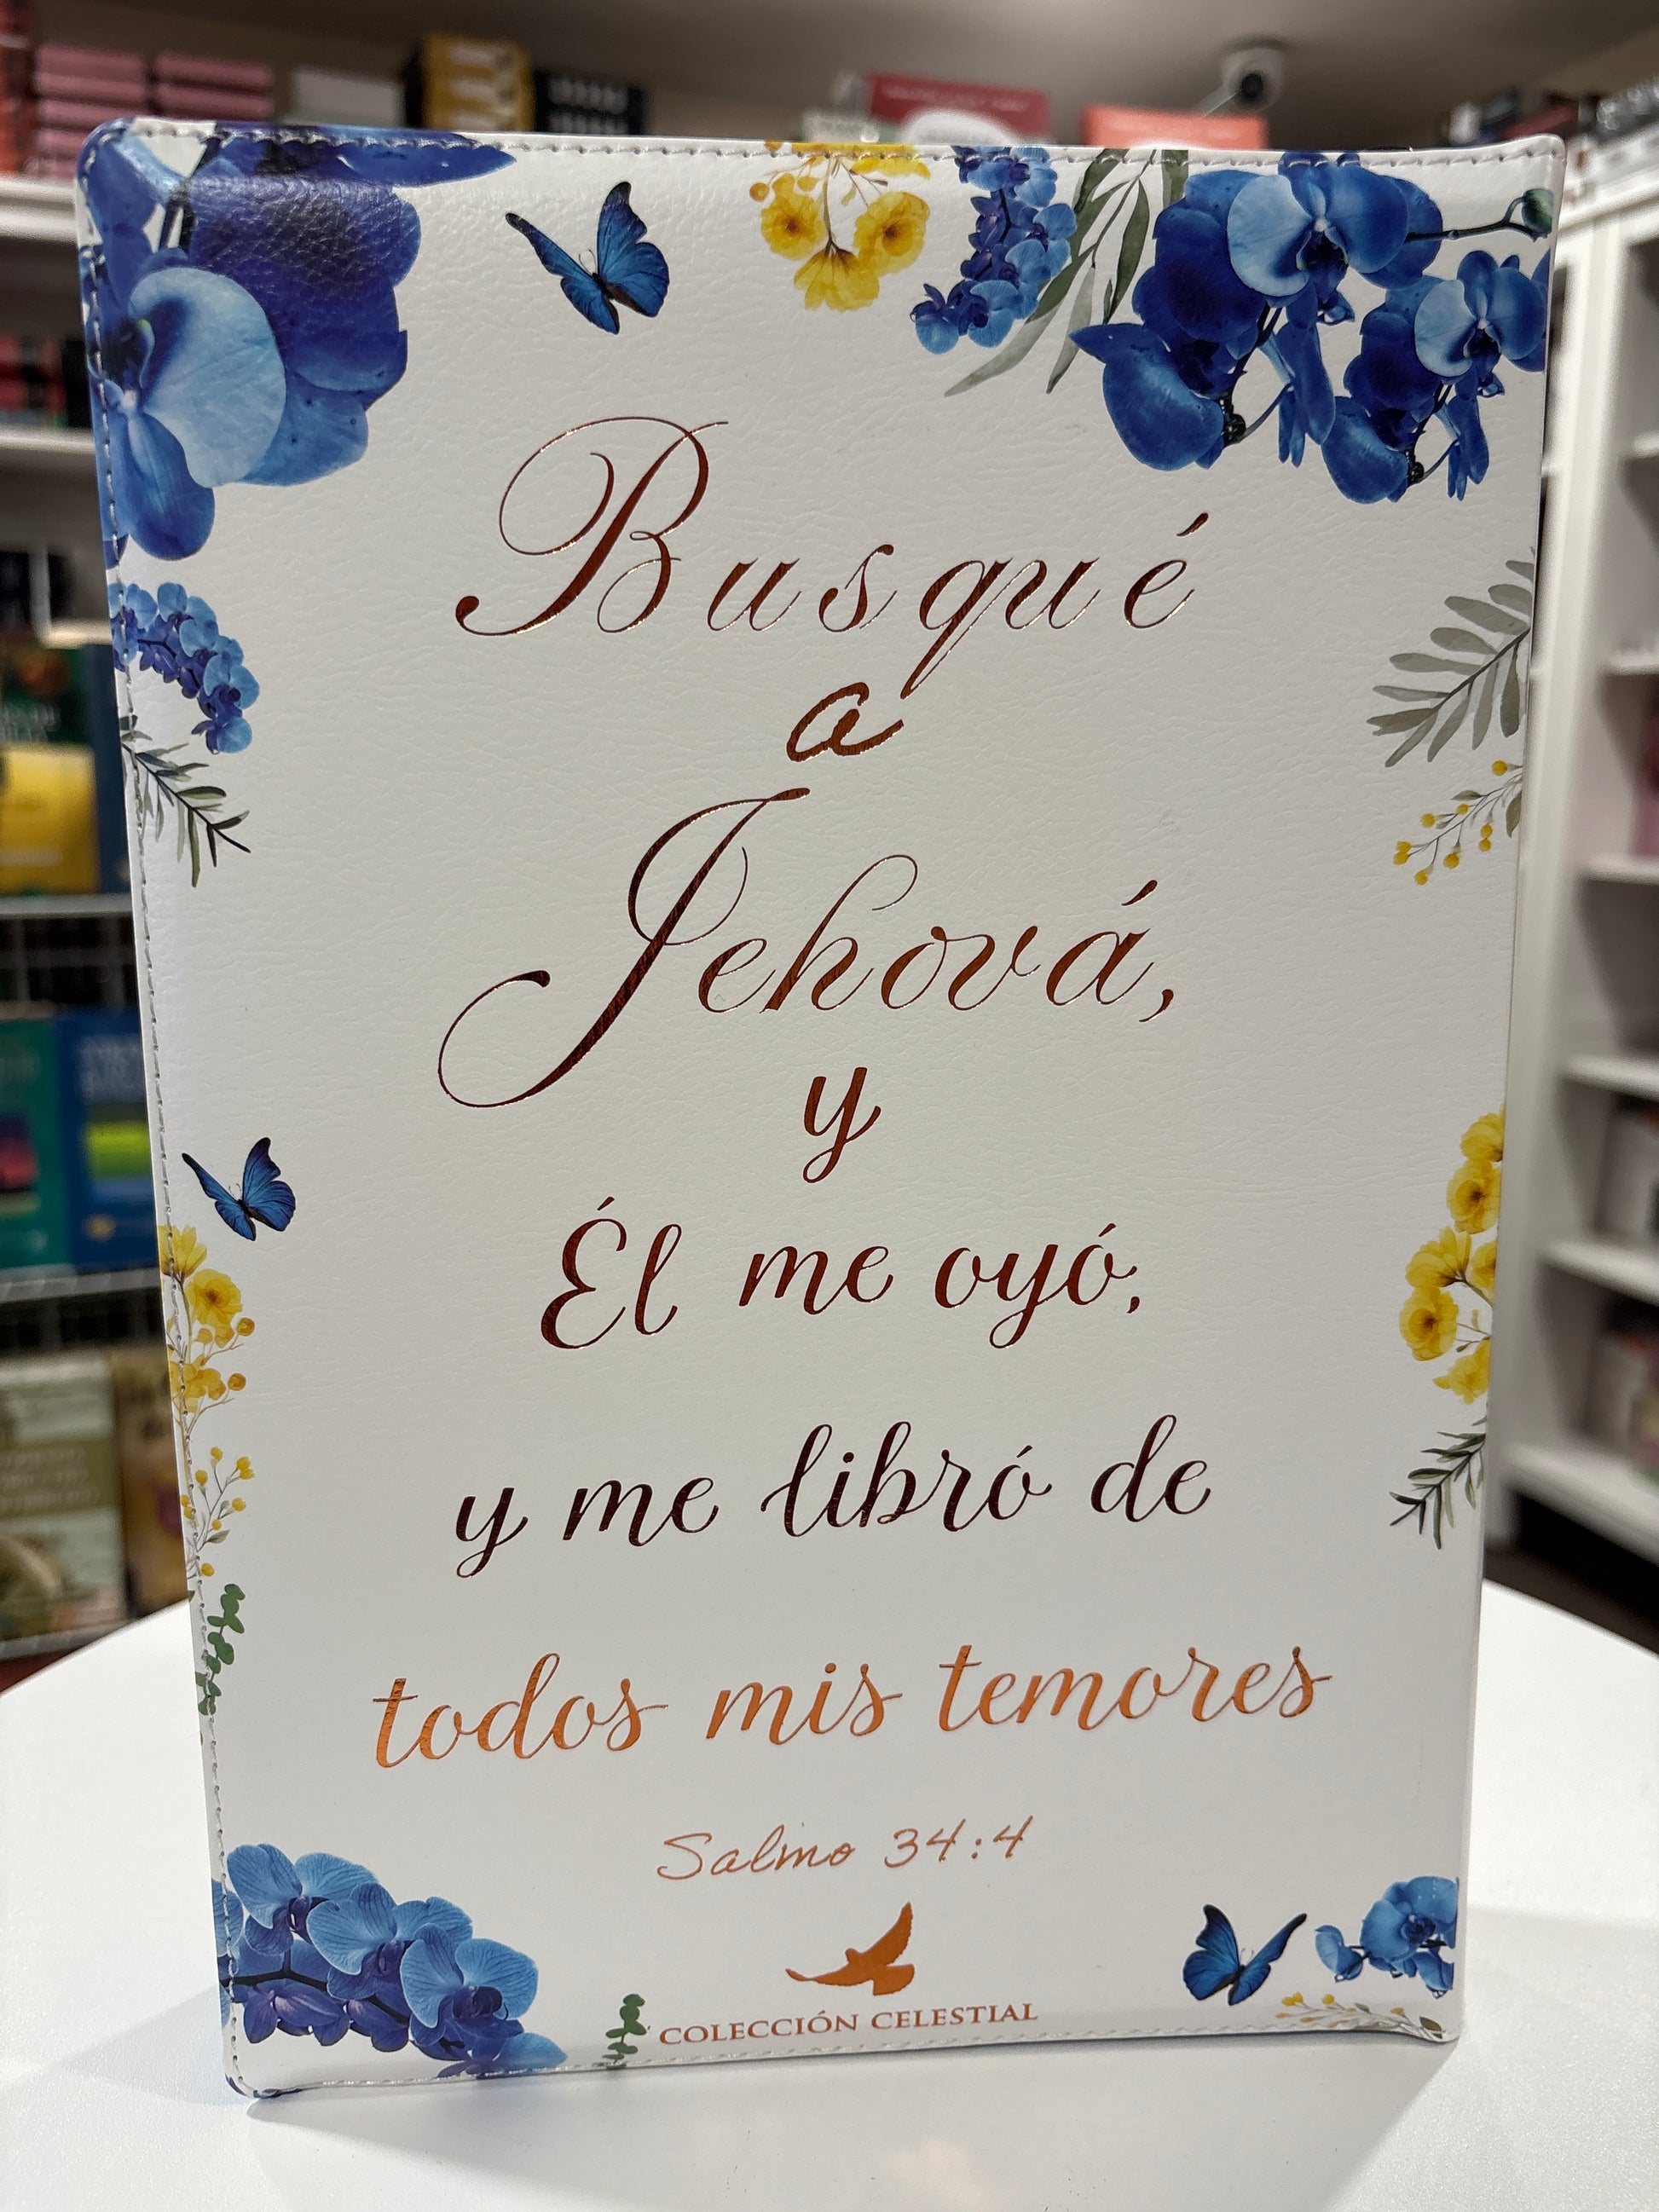 Busqué
a
Jehová,
y
Él me oyó,
y me libró de
todos mis temores
Salmo 34:4
COLECCIÓN CELESTIAL